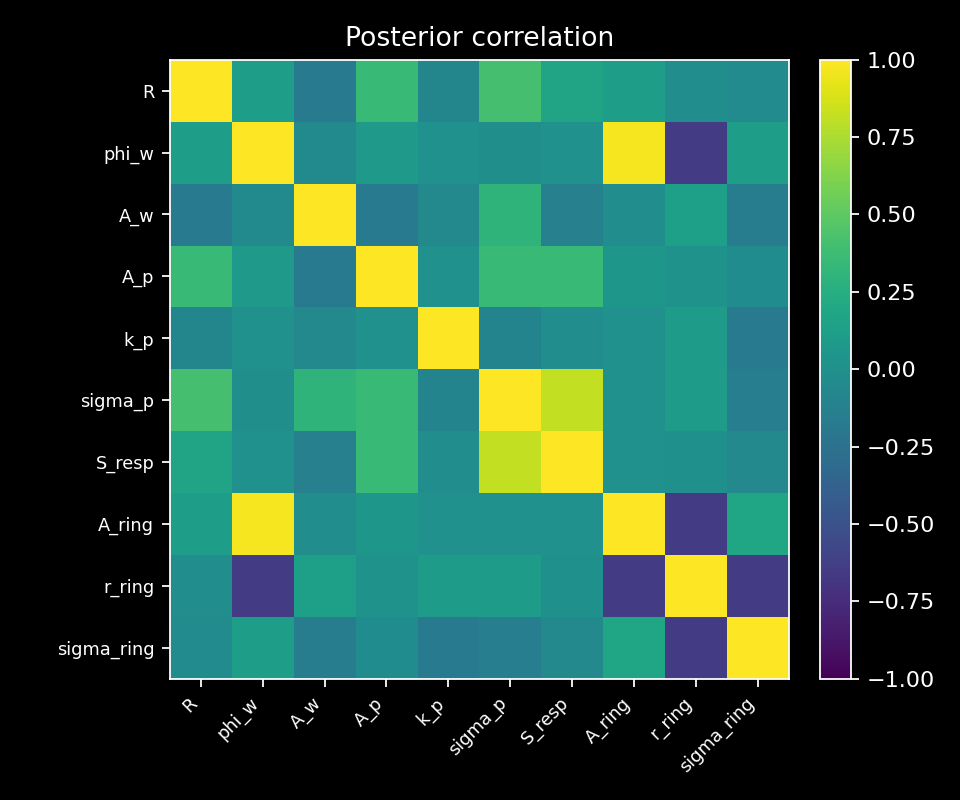 Posterior correlation
R
phi_w
A_w
A_p
k_p
sigma_p
S_resp
A_ring
r_ring
sigma_ring
R
phi_w
A_w
A_p
k_p
sigma_p
S_resp
A_ring
r_ring
sigma_ring
1.00
0.75
0.50
0.25
0.00
−0.25
−0.50
−0.75
−1.00